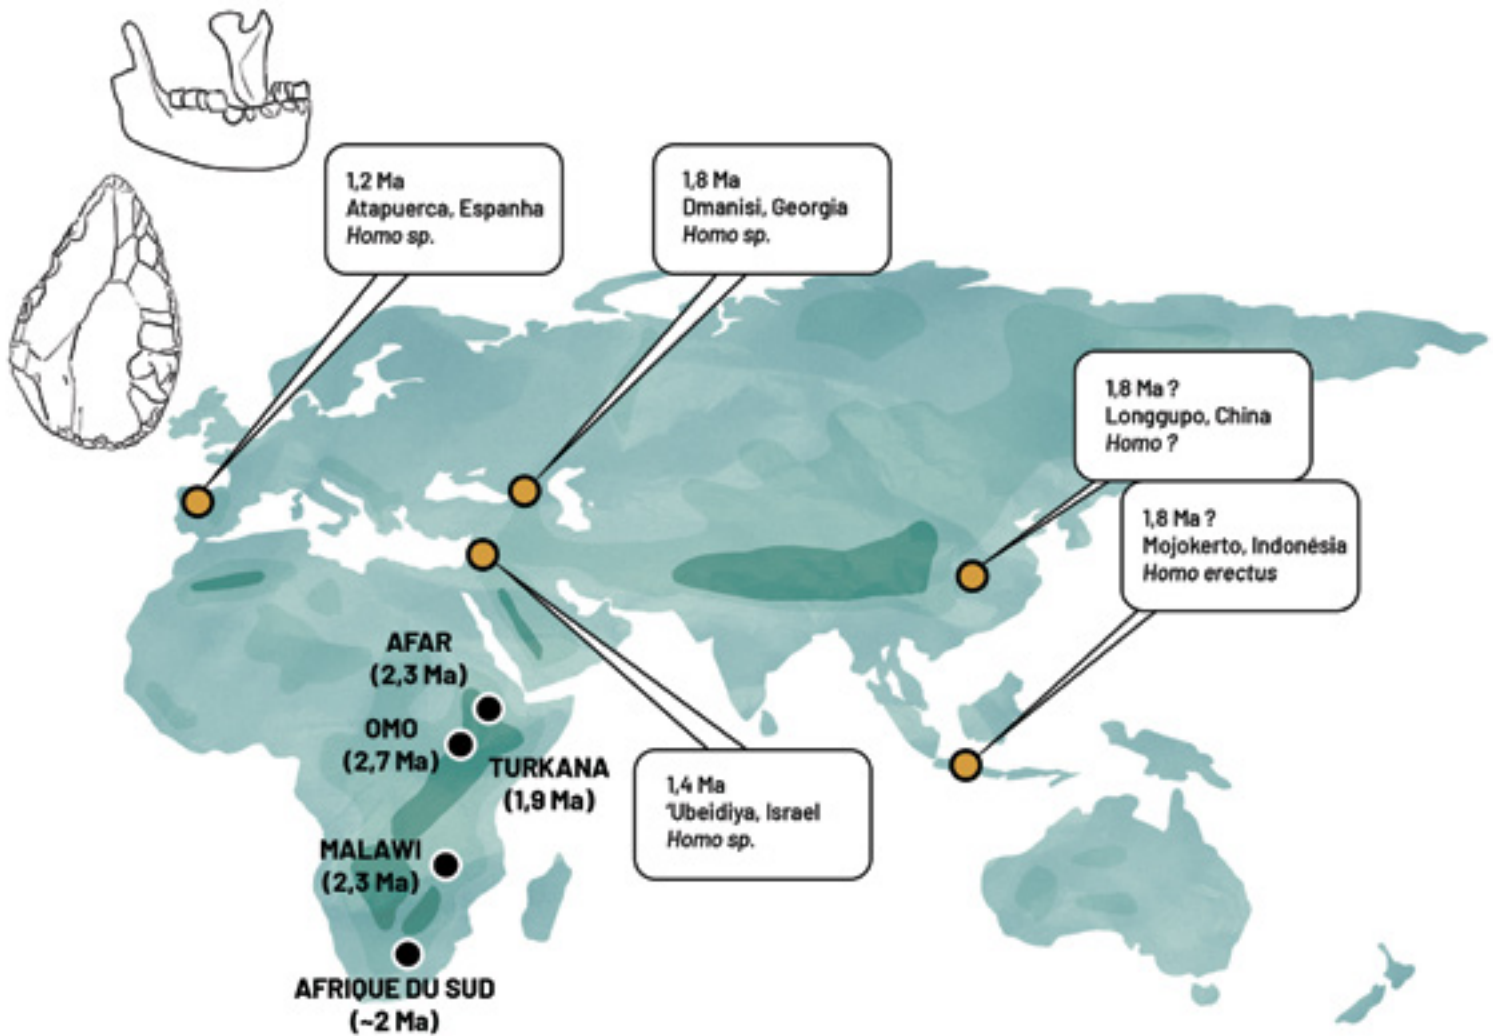 1,2 Ma
Atapuerca, Espanha
Homo sp.
1,8 Ma
Dmanisi, Georgia
Homo sp.
1,8 Ma ?
Longgupo, China
Homo ?
1,8 Ma ?
Mojokerto, Indonésia
Homo erectus
AFAR
(2,3 Ma)
OMO
(2,7 Ma)
TURKANA
(1,9 Ma)
1,4 Ma
'Ubeidiya, Israel
Homo sp.
MALAWI
(2,3 Ma)
AFRIQUE DU SUD
(~2 Ma)